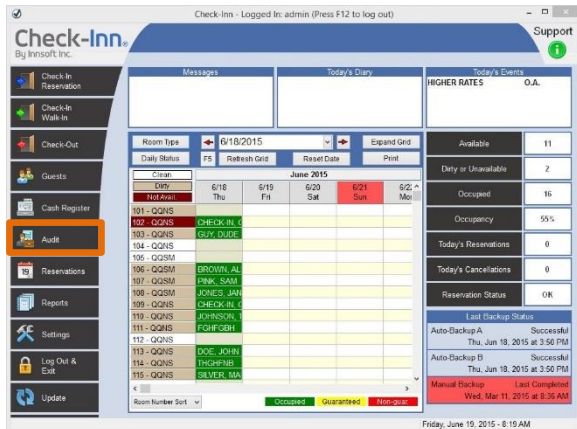 Check-Inn - Logged In: admin (Press F12 to log out)
Check-Inn®
By Innsoft Inc.
Support
Check-In
Reservation
Check-In
Walk-In
Check-Out
Guests
Cash Register
Audit
Reservations
19
Reports
Settings
Log Out &
Exit
Update
Messages
Today's Diary
Today's Events
HIGHER RATES O.A.
Room Type 6/18/2015 Expand Grid
Daily Status F5 Refresh Grid Reset Date Print
Clean June 2015
Dirty 6/18 6/19 6/20 6/21 6/22
Not Avail. Thu Fri Sat Sun Mon
101 - QQNS
102 - QQNS CHECK-IN, C
103 - QQNS GUY, DUDE
104 - QQNS
105 - QQSM
106 - QQSM BROWN, AL
107 - QQSM PINK, SAM
108 - QQSM JONES, JAN
109 - QQNS CHECK-IN, C
110 - QQNS JOHNSON, T
111 - QQNS FGHFGBH
112 - QQNS
113 - QQNS DOE, JOHN
114 - QQNS THGHFNB
115 - QQNS SILVER, MA
Room Number Sort Occupied Guaranteed Non-guar.
Available 11
Dirty or Unavailable 2
Occupied 16
Occupancy 55%
Today's Reservations 0
Today's Cancellations 0
Reservation Status OK
Last Backup Status
Auto-Backup A Successful
Thu, Jun 18, 2015 at 3:50 PM
Auto-Backup B Successful
Thu, Jun 18, 2015 at 3:50 PM
Manual Backup Last Completed
Wed, Mar 11, 2015 at 8:36 AM
Friday, June 19, 2015 - 8:19 AM